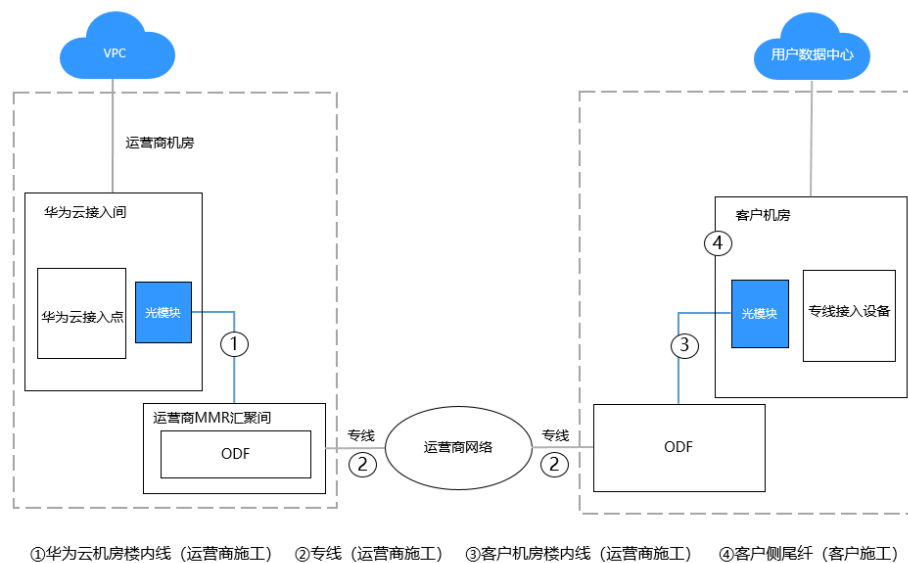 VPC
用户数据中心
运营商机房
华为云接入间
客户机房
④
华为云接入点
光模块
光模块
专线接入设备
①
③
运营商MMR汇聚间
ODF
专线
②
运营商网络
专线
②
ODF
①华为云机房楼内线（运营商施工） ②专线（运营商施工） ③客户机房楼内线（运营商施工） ④客户侧尾纤（客户施工）